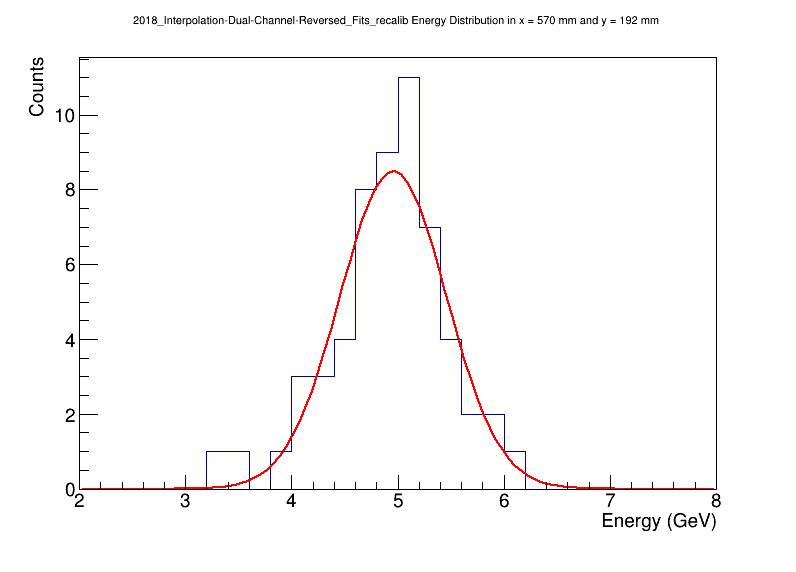 2018_Interpolation-Dual-Channel-Reversed_Fits_recalib Energy Distribution in x = 570 mm and y = 192 mm
Counts
10
8
6
4
2
0
2 3 4 5 6 7 8
Energy (GeV)